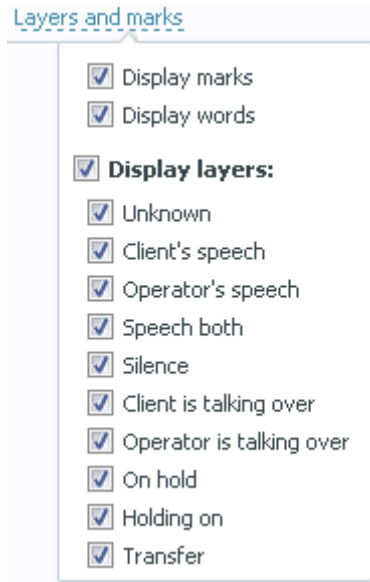 Layers and marks
Display marks
Display words
Display layers:
Unknown
Client's speech
Operator's speech
Speech both
Silence
Client is talking over
Operator is talking over
On hold
Holding on
Transfer